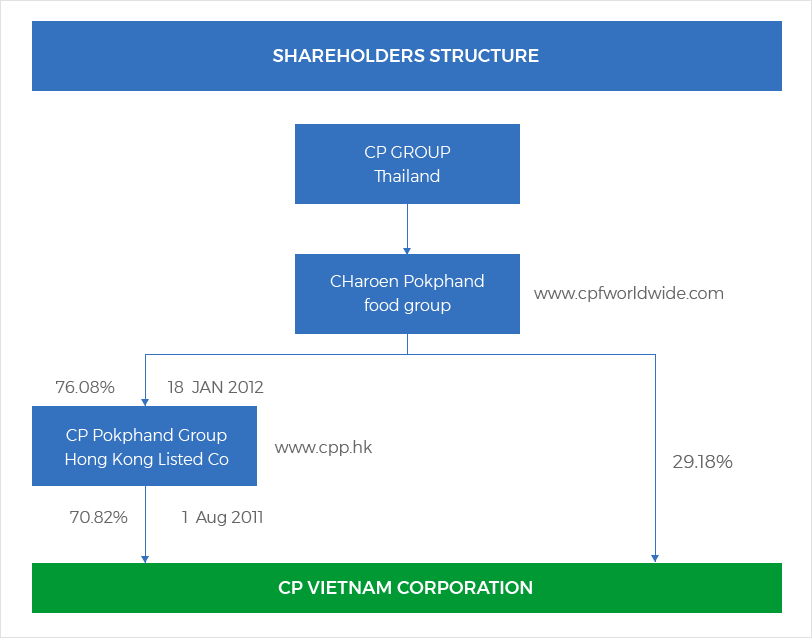 SHAREHOLDERS STRUCTURE
CP GROUP
Thailand
CHaroen Pokphand
food group
www.cpfworldwide.com
76.08%
18 JAN 2012
CP Pokphand Group
Hong Kong Listed Co
www.cpp.hk
29.18%
70.82%
1 Aug 2011
CP VIETNAM CORPORATION